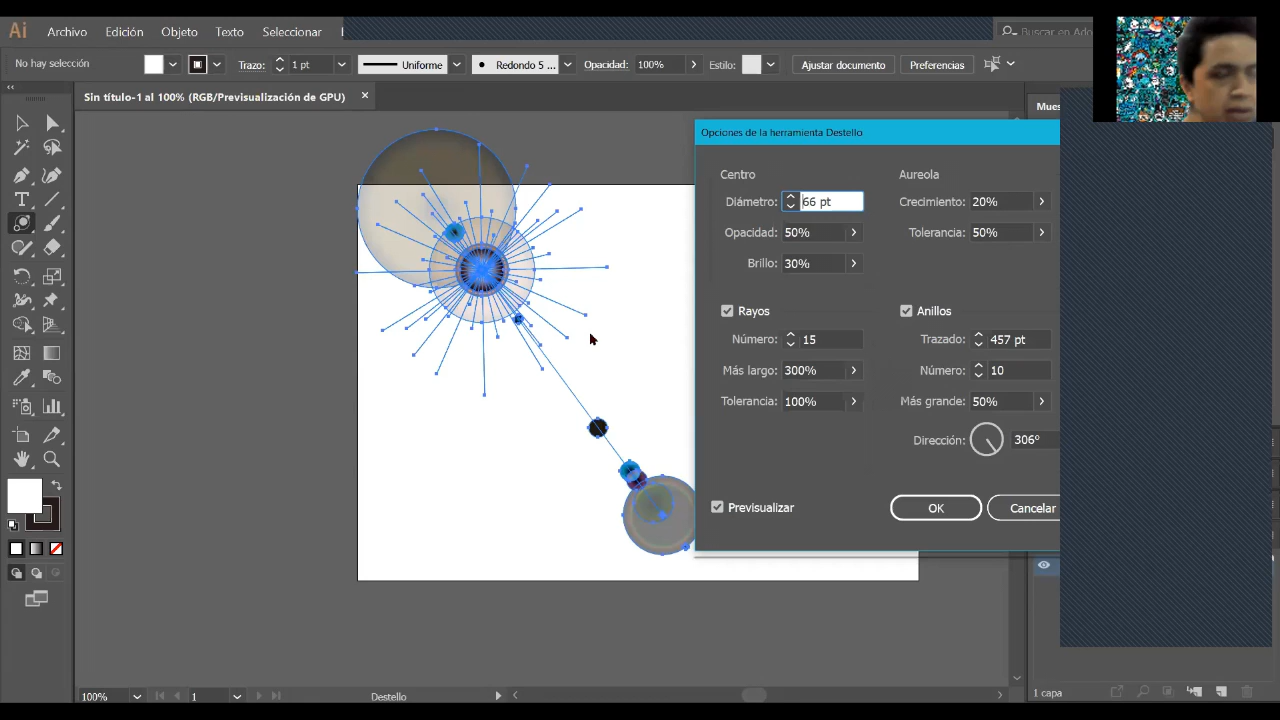 Ai Archivo Edición Objeto Texto Seleccionar
Buscar en Ado
No hay selección Trazo: 1 pt Uniforme Redondo 5 ... Opacidad: 100% Estilo: Ajustar documento Preferencias
Sin título-1 al 100% (RGB/Previsualización de GPU)
Mues
Opciones de la herramienta Destello
Centro
Diámetro: 66 pt
Opacidad: 50%
Brillo: 30%
Aureola
Crecimiento: 20%
Tolerancia: 50%
Rayos
Número: 15
Más largo: 300%
Tolerancia: 100%
Anillos
Trazado: 457 pt
Número: 10
Más grande: 50%
Dirección: 306º
Previsualizar
OK
Cancelar
100% 1 Destello
1 capa